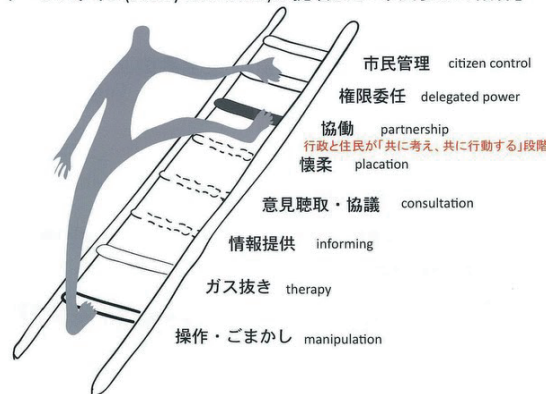 市民管理 citizen control
権限委任 delegated power
協働 partnership
行政と住民が「共に考え、共に行動する」段階
懐柔 placation
意見聴取・協議 consultation
情報提供 informing
ガス抜き therapy
操作・ごまかし manipulation